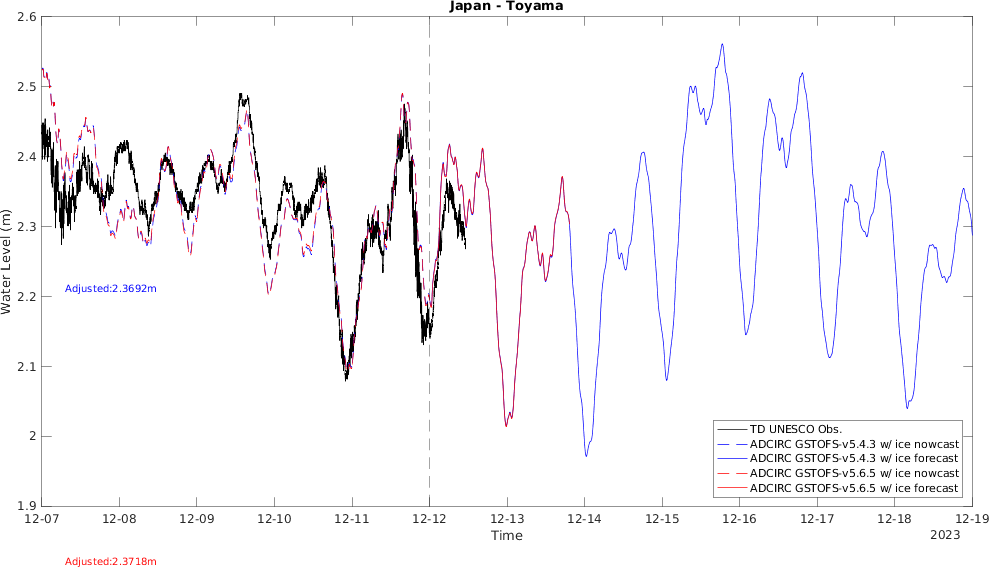 Japan - Toyama
2.6
2.5
2.4
2.3
2.2
2.1
2
1.9
Water Level (m)
Adjusted:2.3692m
TD UNESCO Obs.
ADCIRC GSTOFS-v5.4.3 w/ ice nowcast
ADCIRC GSTOFS-v5.4.3 w/ ice forecast
ADCIRC GSTOFS-v5.6.5 w/ ice nowcast
ADCIRC GSTOFS-v5.6.5 w/ ice forecast
12-07 12-08 12-09 12-10 12-11 12-12 12-13 12-14 12-15 12-16 12-17 12-18 12-19
Time
2023
Adjusted:2.3718m